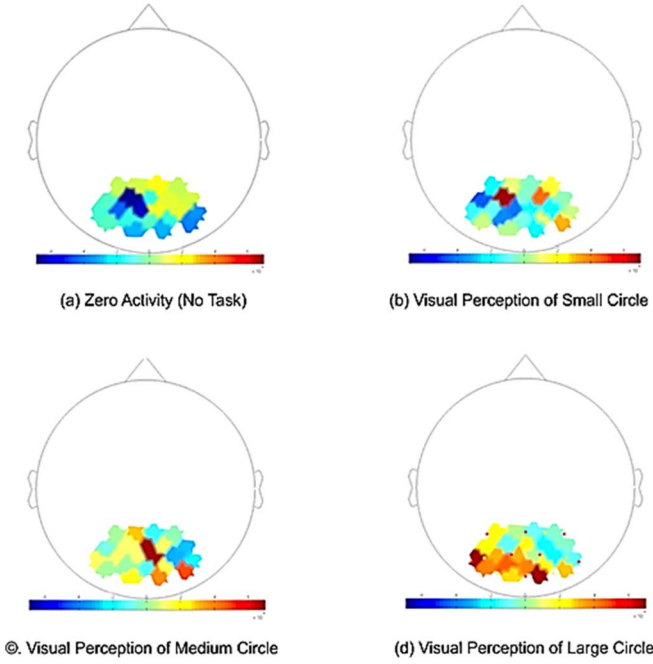 (a) Zero Activity (No Task)
(b) Visual Perception of Small Circle
©. Visual Perception of Medium Circle
(d) Visual Perception of Large Circle